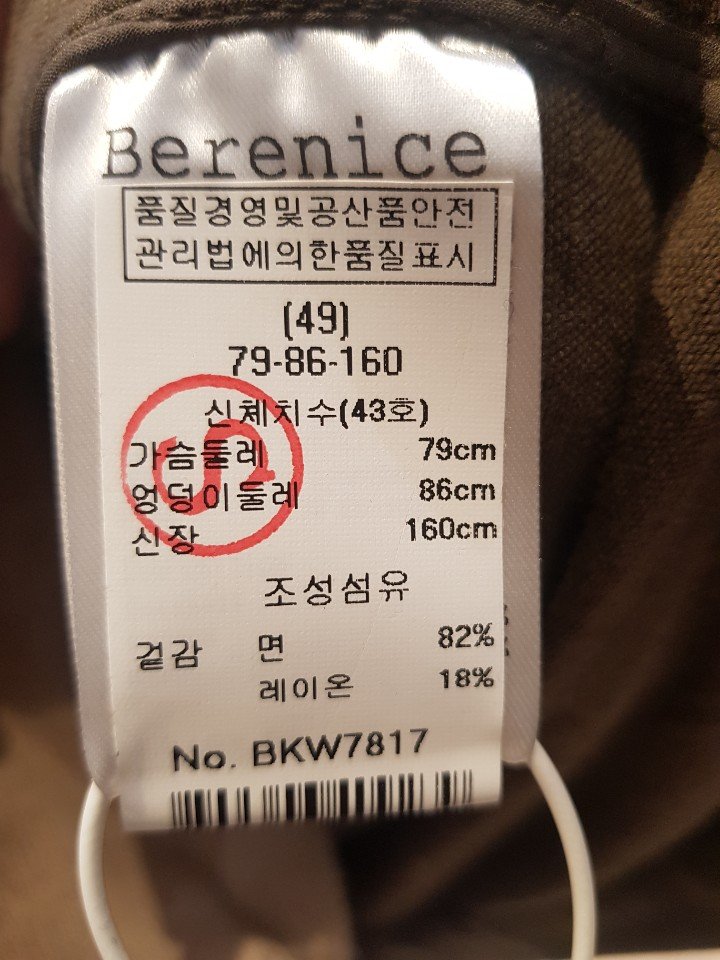 Berenice
품질경영및공산품안전
관리법에의한품질표시
(49)
79-86-160
신체치수(43호)
가슴둘레 79cm
엉덩이둘레 86cm
신장 160cm
조성섬유
겉감 면 82%
레이온 18%
No. BKW7817